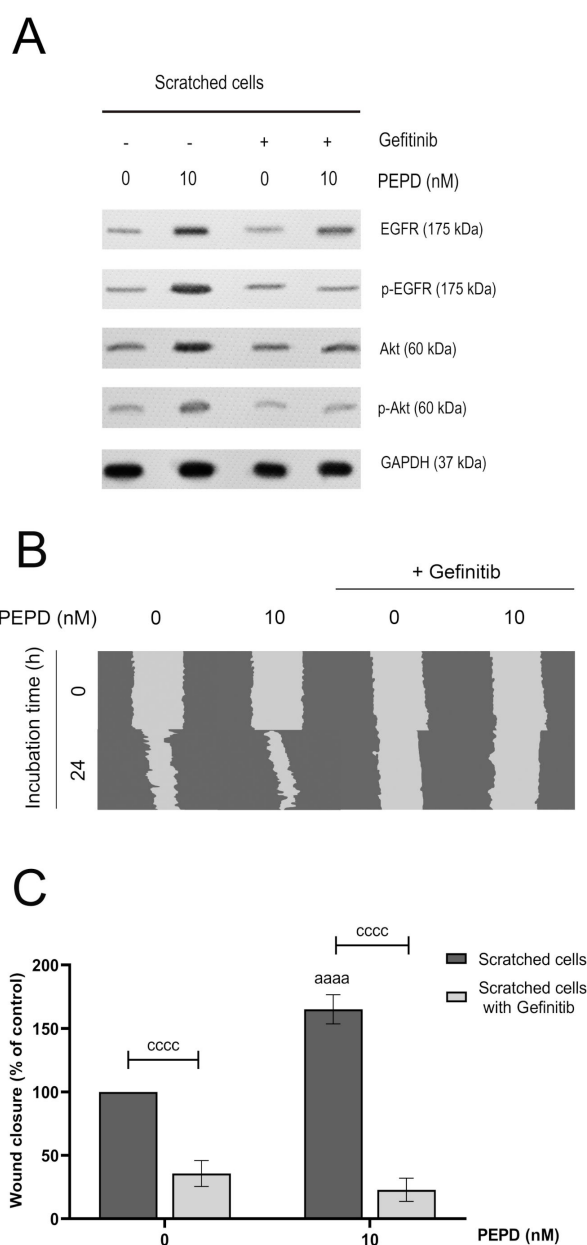 A
Scratched cells
- - + + Gefitinib
0 10 0 10 PEPD (nM)
EGFR (175 kDa)
p-EGFR (175 kDa)
Akt (60 kDa)
p-Akt (60 kDa)
GAPDH (37 kDa)
B
+ Gefinitib
PEPD (nM) 0 10 0 10
Incubation time (h)
0
24
C
Wound closure (% of control)
200
150
100
50
0
cccc
cccc
aaaa
Scratched cells
Scratched cells
with Gefinitib
0 10 PEPD (nM)